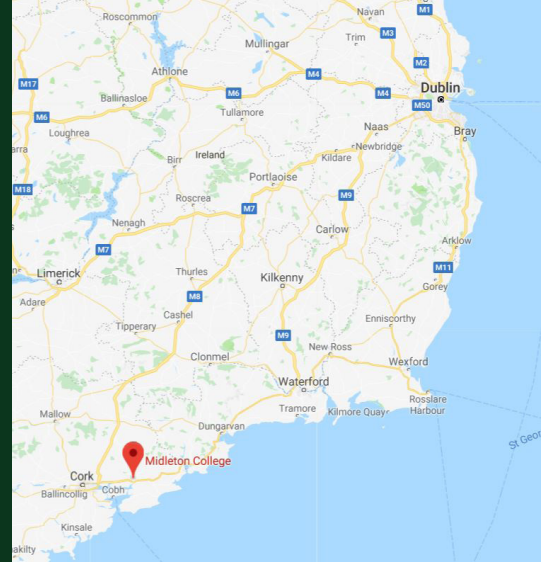 Roscommon
Navan
M1
Trim
M3
Mullingar
M2
Athlone
M4
Dublin
M17
M6
M4
Ballinasloe
M50
M6
Tullamore
Loughrea
Naas
Bray
Newbridge
Birr
Ireland
Kildare
Portlaoise
M18
Roscrea
M9
M7
Nenagh
Carlow
M7
Arklow
Limerick
Thurles
Kilkenny
M11
Gorey
Adare
M8
Cashel
Enniscorthy
Tipperary
M9
New Ross
Clonmel
Wexford
Waterford
Rosslare
Harbour
Mallow
Tramore
Kilmore Quay
Dungarvan
St Geor
Midleton College
Cork
Cobh
Ballincollig
Kinsale
akilty